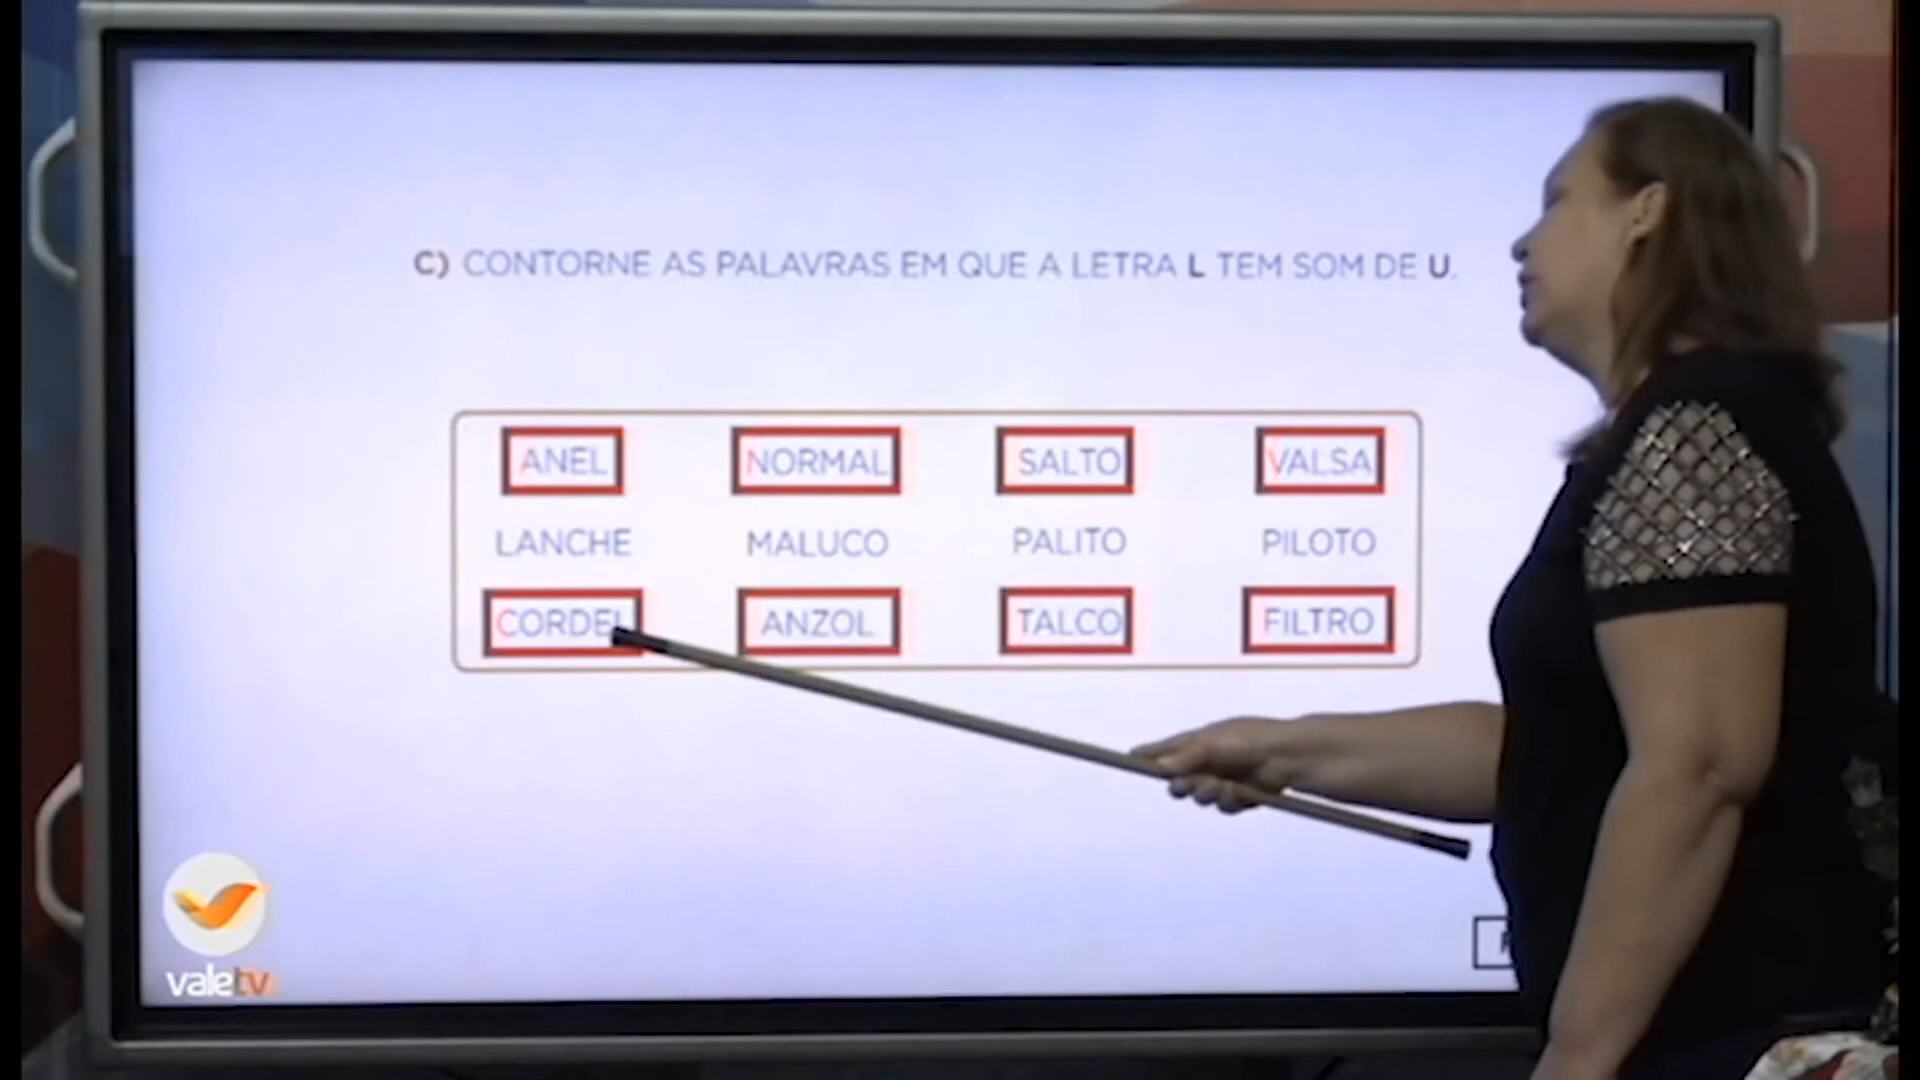 C) CONTORNE AS PALAVRAS EM QUE A LETRA L TEM SOM DE U.
ANEL NORMAL SALTO VALSA
LANCHE MALUCO PALITO PILOTO
CORDEL ANZOL TALCO FILTRO
valetv